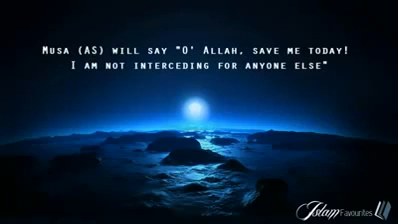 Musa (AS) will say "O' Allah, save me today!
I am not interceding for anyone else"
Islam Favourites